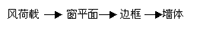 风荷载 → 窗平面 → 边框 → 墙体